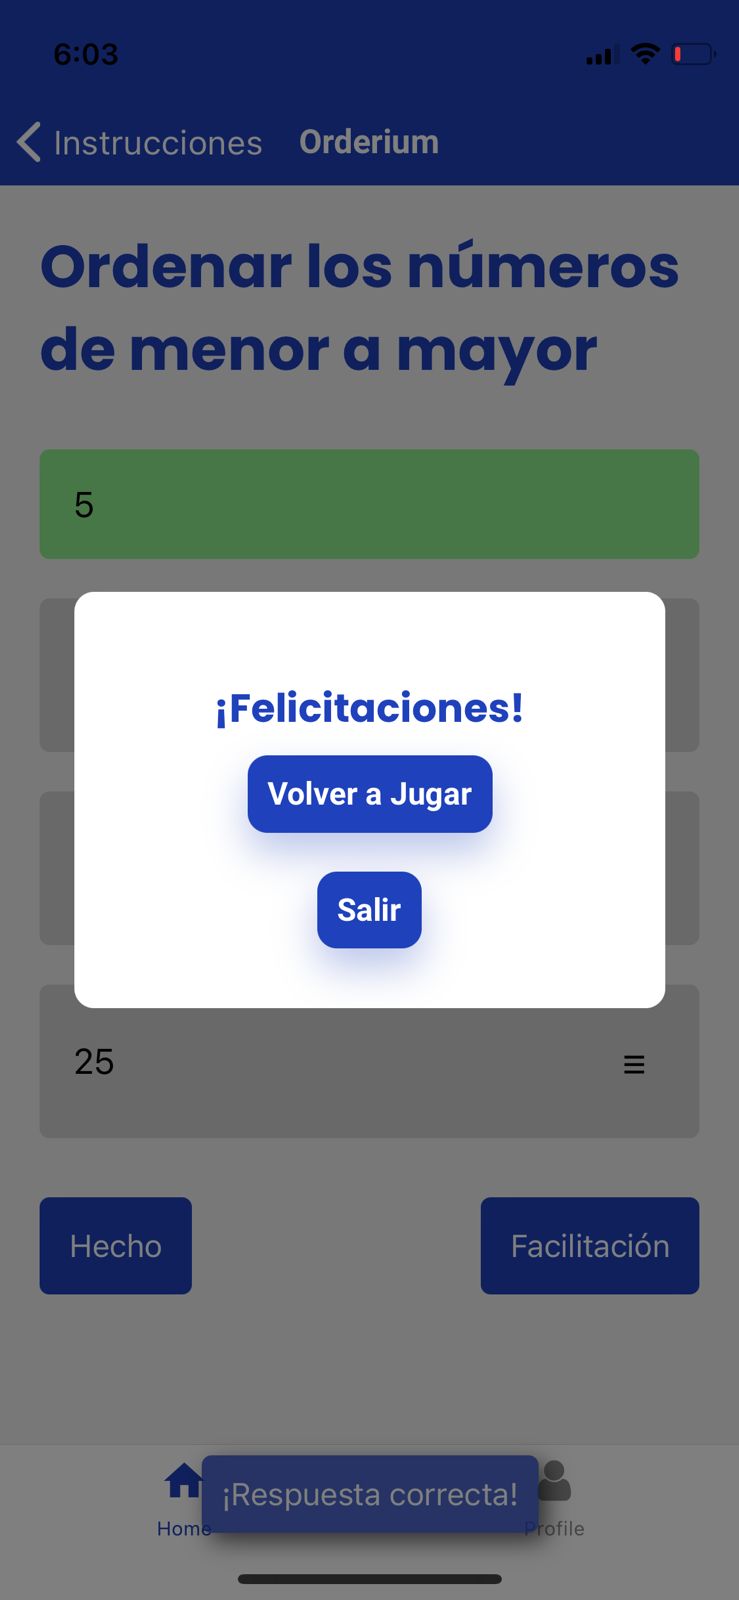 6:03
Instrucciones Orderium
Ordenar los números
de menor a mayor
5
¡Felicitaciones!
Volver a Jugar
Salir
25
Hecho Facilitación
¡Respuesta correcta!
Home Profile